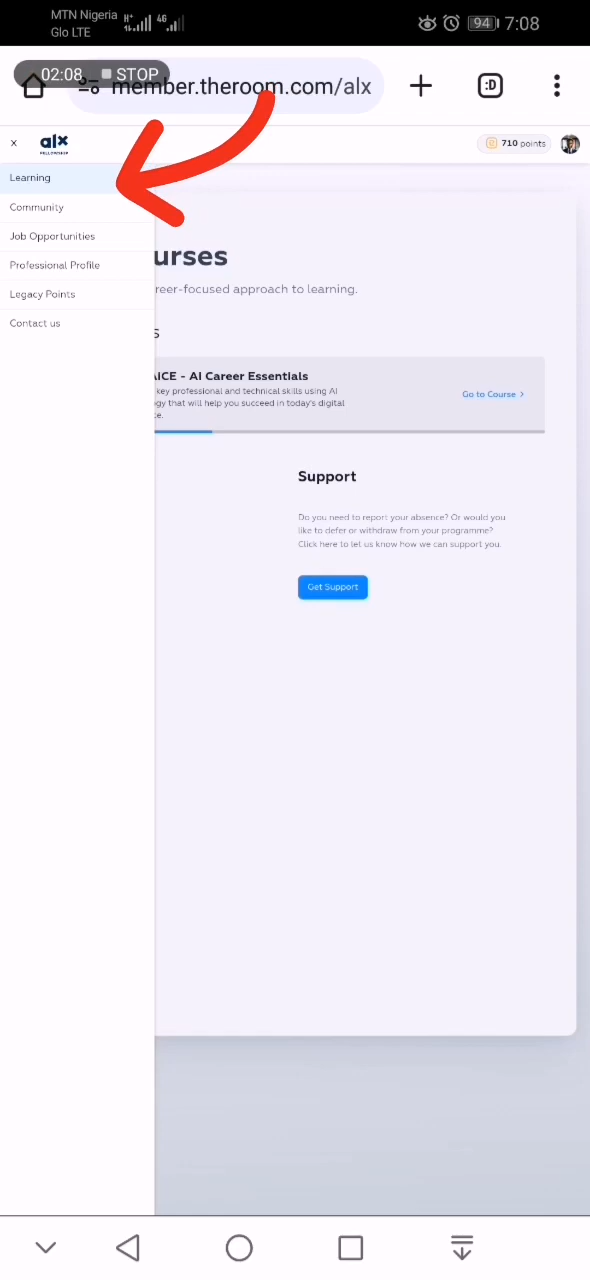 MTN Nigeria
Glo LTE
H+
4G
94
7:08
02:08
STOP
member.theroom.com/alx
:D
x
alx
FELLOWSHIP
710 points
Learning
Community
Job Opportunities
Professional Profile
Legacy Points
Contact us
urses
reer-focused approach to learning.
s
AiCE - AI Career Essentials
key professional and technical skills using AI
gy that will help you succeed in today's digital
ce.
Go to Course >
Support
Do you need to report your absence? Or would you
like to defer or withdraw from your programme?
Click here to let us know how we can support you.
Get Support